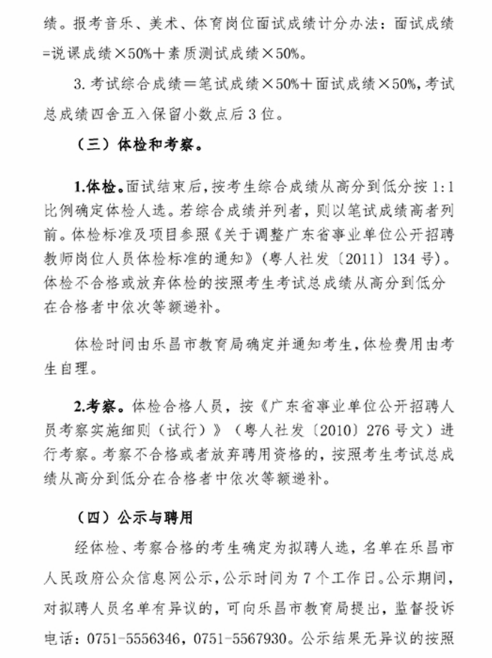 绩。报考音乐、美术、体育岗位面试成绩计分办法：面试成绩
=说课成绩×50%＋素质测试成绩×50%。
3.考试综合成绩＝笔试成绩×50%＋面试成绩×50%,考试
总成绩四舍五入保留小数点后3位。
（三）体检和考察。
1.体检。面试结束后，按考生综合成绩从高分到低分按1:1
比例确定体检人选。若综合成绩并列者，则以笔试成绩高者列
前。体检标准及项目参照《关于调整广东省事业单位公开招聘
教师岗位人员体检标准的通知》(粤人社发〔2011〕134号)。
体检不合格或放弃体检的按照考生考试总成绩从高分到低分
在合格者中依次等额递补。
体检时间由乐昌市教育局确定并通知考生,体检费用由考
生自理。
2.考察。体检合格人员，按《广东省事业单位公开招聘人
员考察实施细则（试行）》（粤人社发〔2010〕276号文）进
行考察。考察不合格或者放弃聘用资格的，按照考生考试总成
绩从高分到低分在合格者中依次等额递补。
（四）公示与聘用
经体检、考察合格的考生确定为拟聘人选，名单在乐昌市
人民政府公众信息网公示,公示时间为7个工作日。公示期间，
对拟聘人员名单有异议的，可向乐昌市教育局提出，监督投诉
电话：0751-5556346，0751-5567930。公示结果无异议的按照